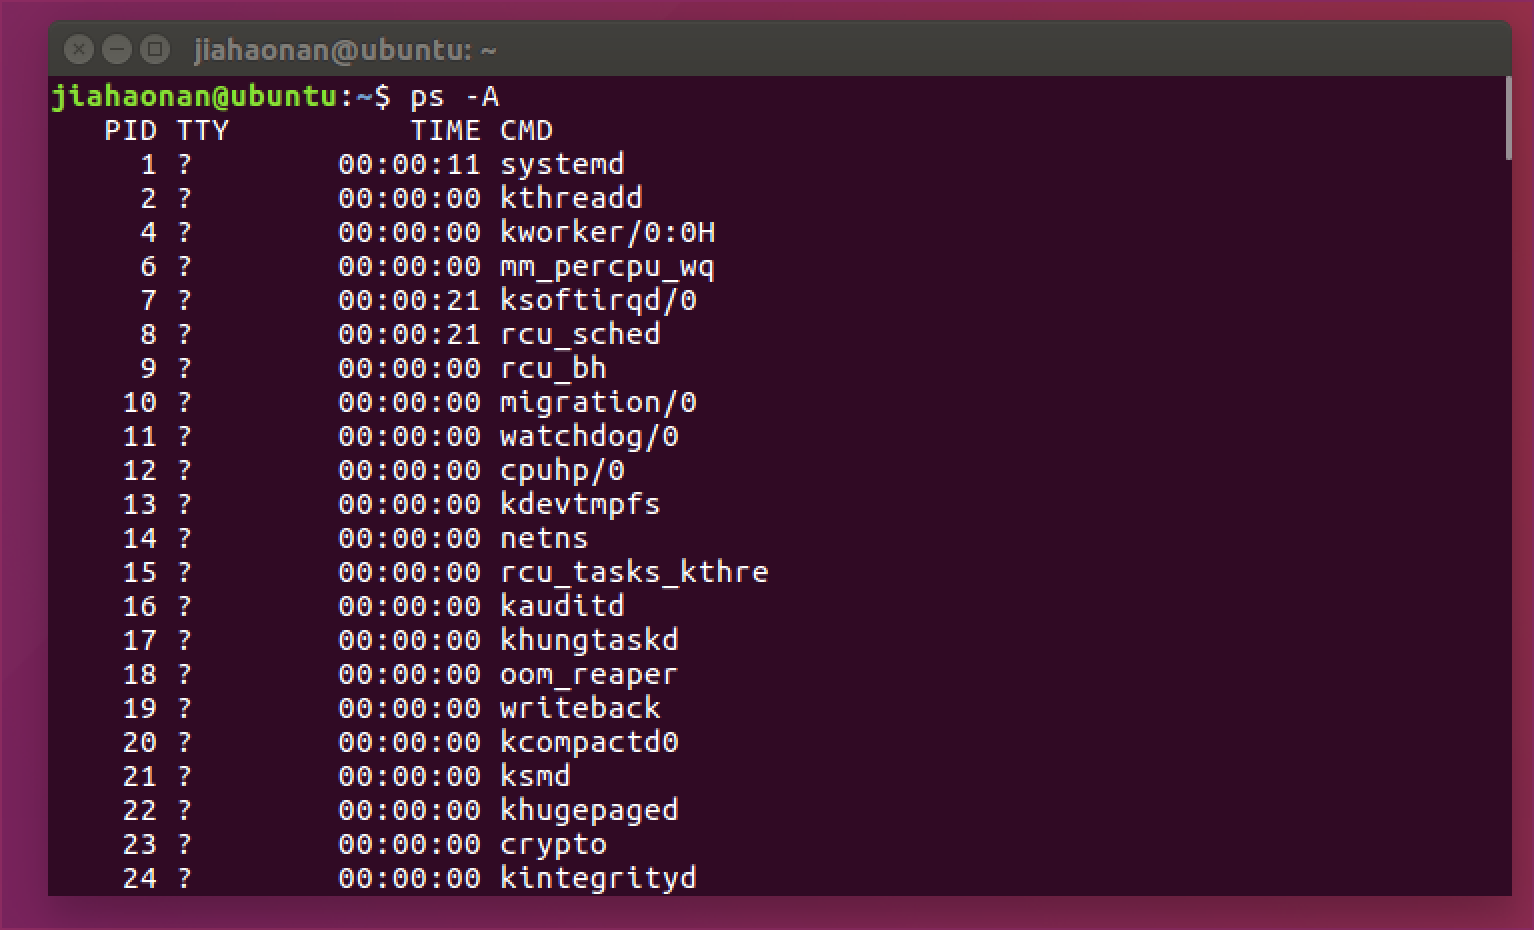 jiahaonan@ubuntu: ~
jiahaonan@ubuntu:~$ ps -A
   PID TTY          TIME CMD
     1 ?        00:00:11 systemd
     2 ?        00:00:00 kthreadd
     4 ?        00:00:00 kworker/0:0H
     6 ?        00:00:00 mm_percpu_wq
     7 ?        00:00:21 ksoftirqd/0
     8 ?        00:00:21 rcu_sched
     9 ?        00:00:00 rcu_bh
    10 ?        00:00:00 migration/0
    11 ?        00:00:00 watchdog/0
    12 ?        00:00:00 cpuhp/0
    13 ?        00:00:00 kdevtmpfs
    14 ?        00:00:00 netns
    15 ?        00:00:00 rcu_tasks_kthre
    16 ?        00:00:00 kauditd
    17 ?        00:00:00 khungtaskd
    18 ?        00:00:00 oom_reaper
    19 ?        00:00:00 writeback
    20 ?        00:00:00 kcompactd0
    21 ?        00:00:00 ksmd
    22 ?        00:00:00 khugepaged
    23 ?        00:00:00 crypto
    24 ?        00:00:00 kintegrityd